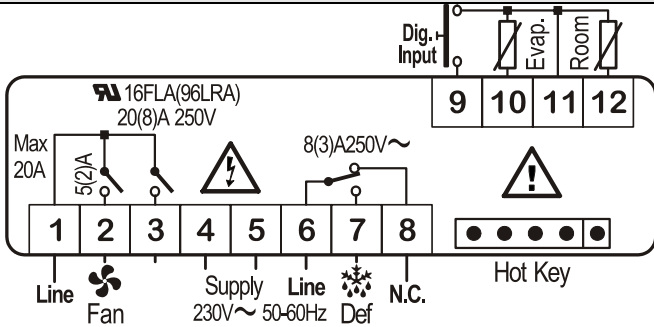 Dig.
Input
Evap.
Room
9 10 11 12
16FLA(96LRA)
20(8)A 250V
Max
20A
5(2)A
8(3)A250V~
1 2 3 4 5 6 7 8
Line
Fan
Supply
230V~ 50-60Hz
Line
Def
N.C.
Hot Key